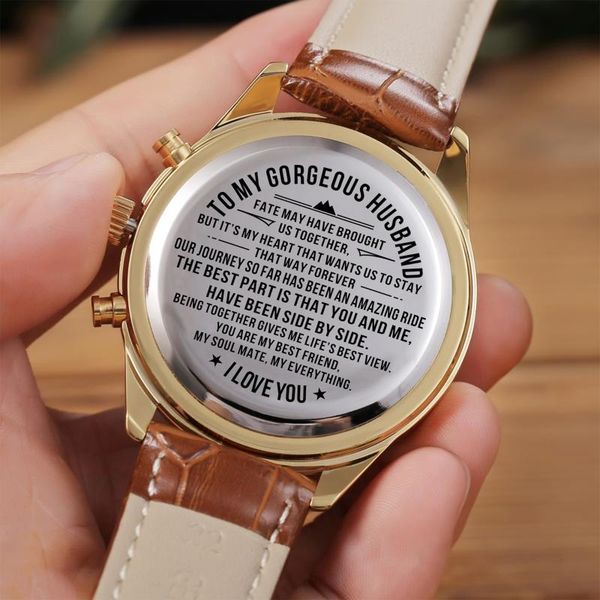 TO MY GORGEOUS HUSBAND
FATE MAY HAVE BROUGHT
US TOGETHER,
BUT IT'S MY HEART THAT WANTS US TO STAY
THAT WAY FOREVER
OUR JOURNEY SO FAR HAS BEEN AN AMAZING RIDE
THE BEST PART IS THAT YOU AND ME,
HAVE BEEN SIDE BY SIDE.
BEING TOGETHER GIVES ME LIFE'S BEST VIEW.
YOU ARE MY BEST FRIEND,
MY SOUL MATE, MY EVERYTHING.
I LOVE YOU